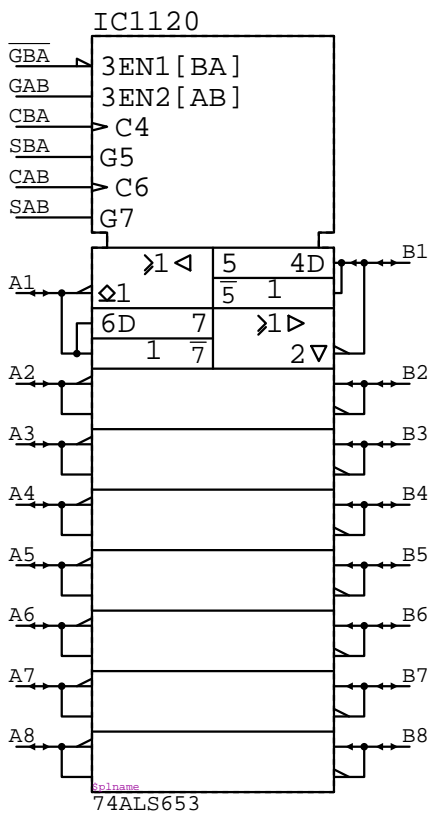 IC1120
GBA
3EN1[BA]
GAB
3EN2[AB]
CBA
C4
SBA
G5
CAB
C6
SAB
G7
≥1 5 4D B1
A1 1 5 1
6D 7 ≥1
1 7 2
A2 B2
A3 B3
A4 B4
A5 B5
A6 B6
A7 B7
A8 B8
$plname
74ALS653